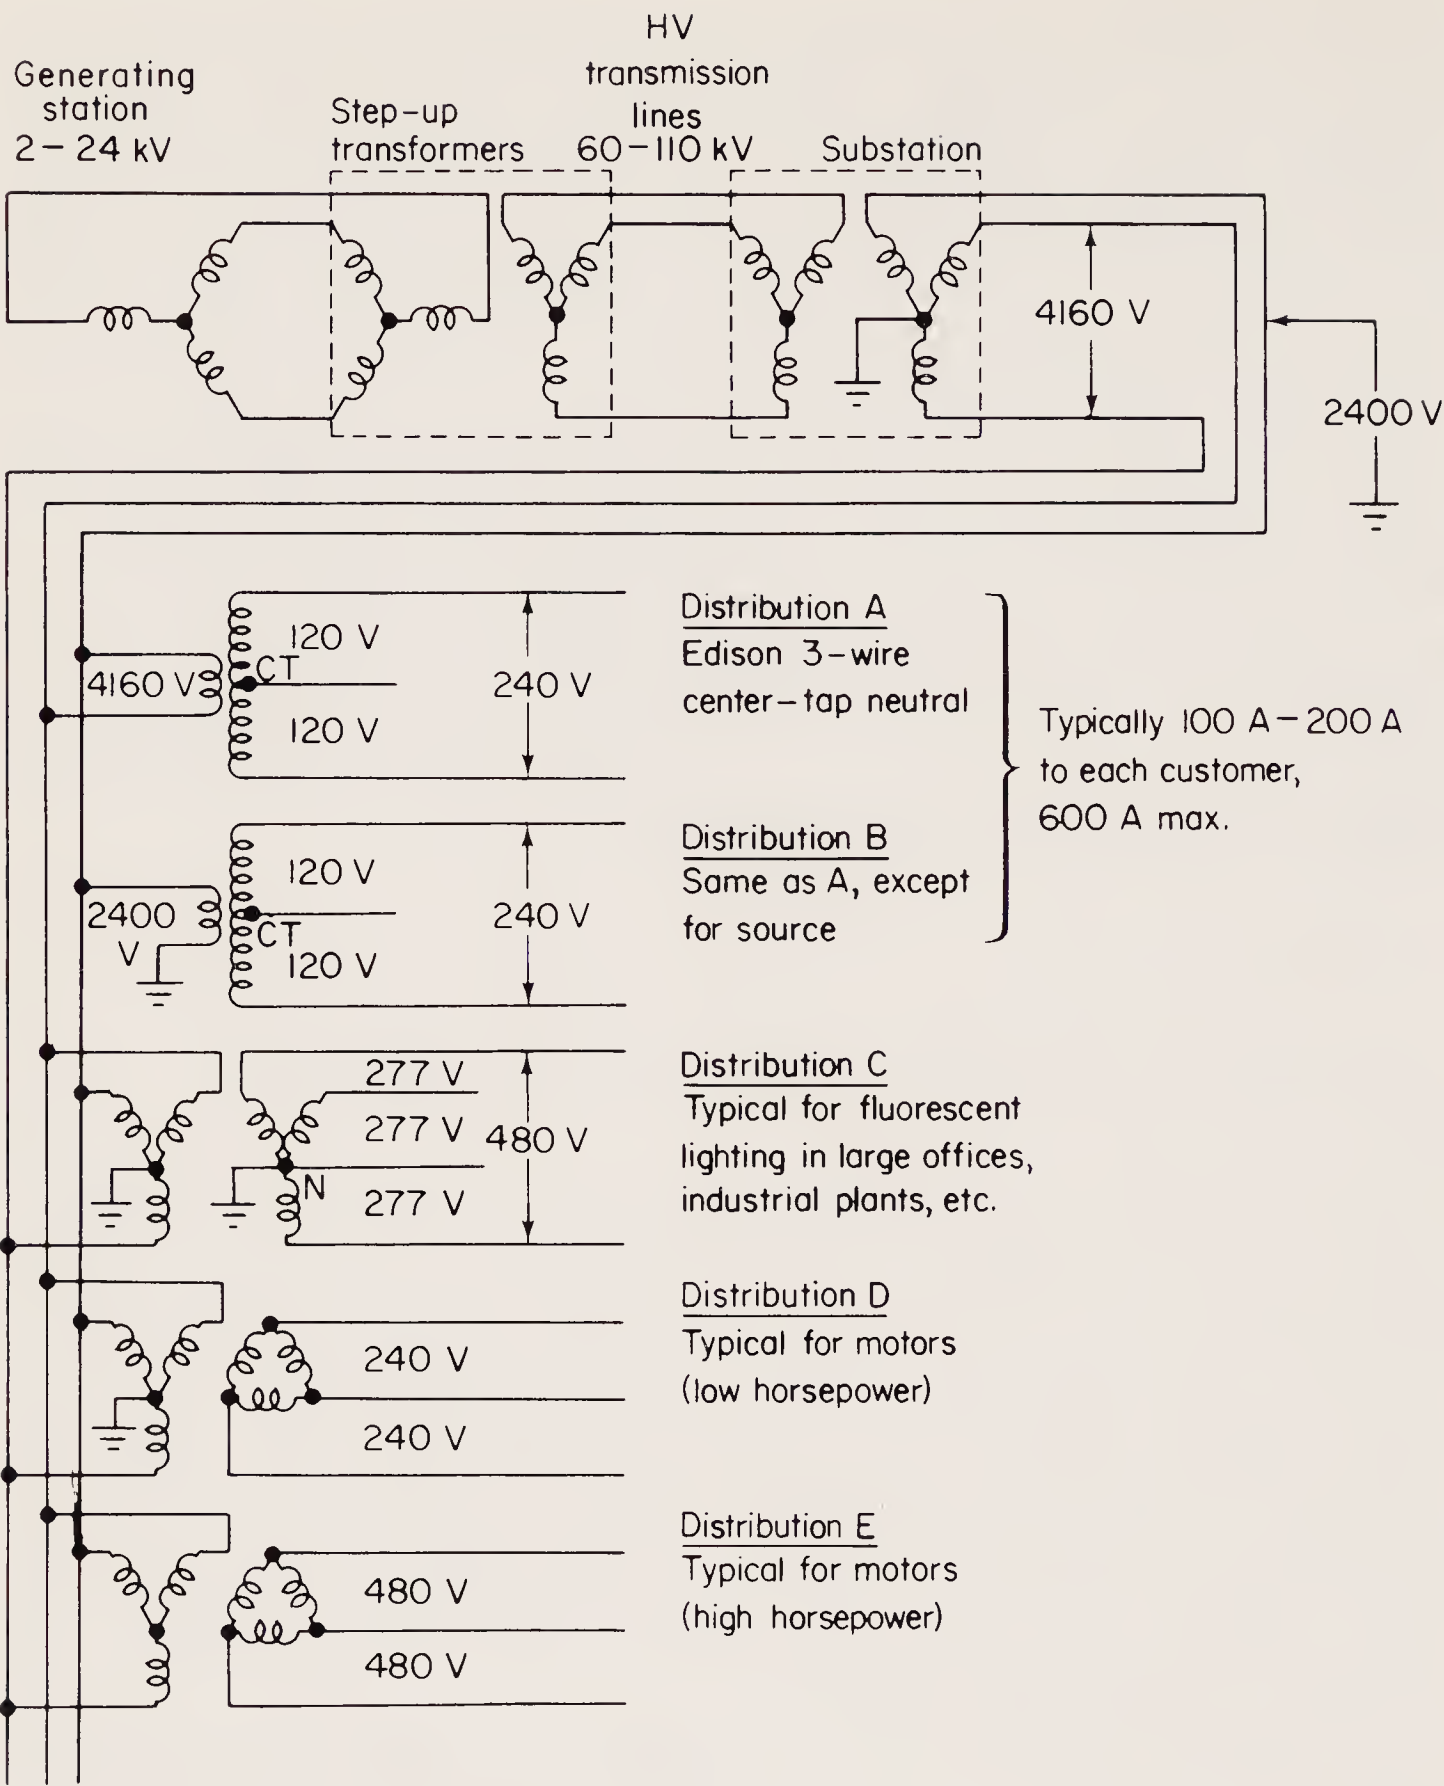 Generating
station
2–24 kV
Step-up
transformers
HV
transmission
lines
60–110 kV
Substation
4160 V
2400 V
4160 V
120 V
CT
120 V
240 V
Distribution A
Edison 3-wire
center-tap neutral
Typically 100 A–200 A
to each customer,
600 A max.
2400
V
120 V
CT
120 V
240 V
Distribution B
Same as A, except
for source
277 V
277 V
N
277 V
480 V
Distribution C
Typical for fluorescent
lighting in large offices,
industrial plants, etc.
240 V
240 V
Distribution D
Typical for motors
(low horsepower)
480 V
480 V
Distribution E
Typical for motors
(high horsepower)